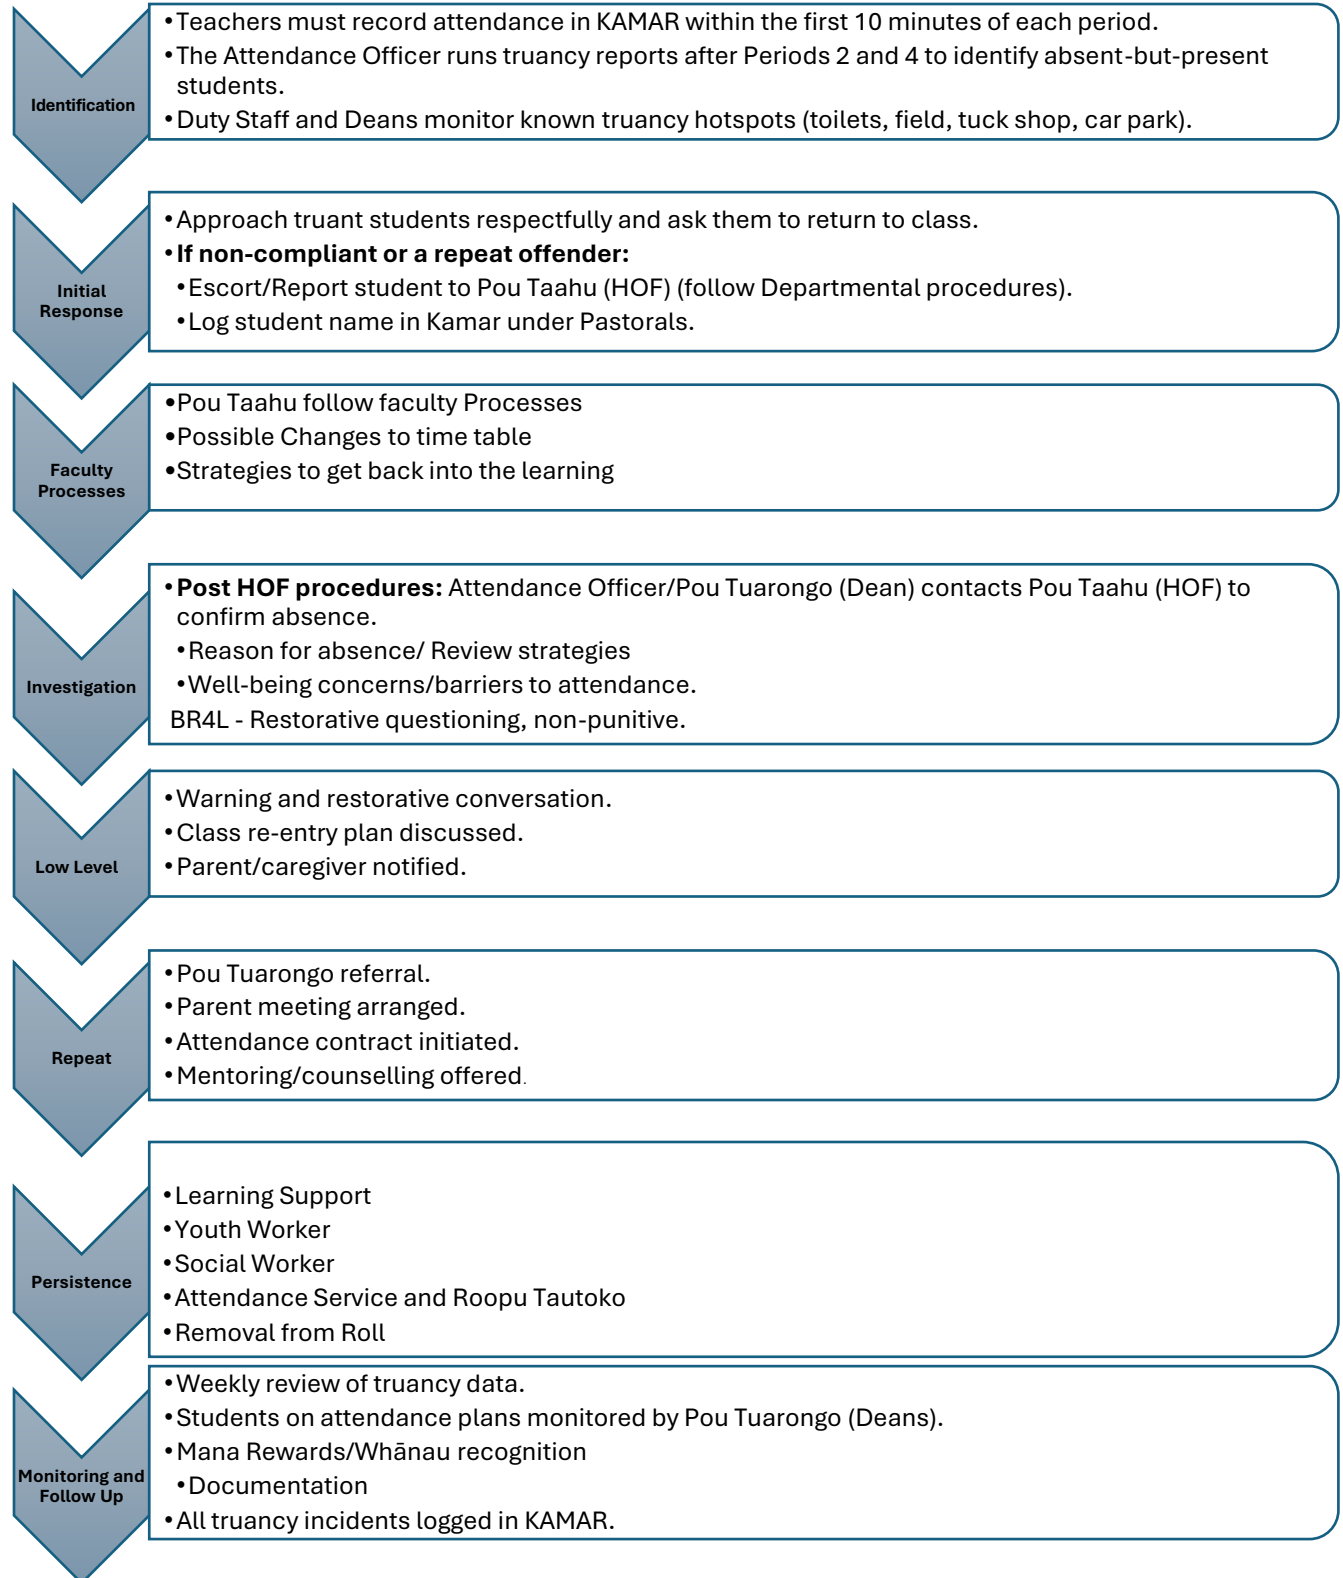 Identification
•Teachers must record attendance in KAMAR within the first 10 minutes of each period.
•The Attendance Officer runs truancy reports after Periods 2 and 4 to identify absent-but-present
students.
•Duty Staff and Deans monitor known truancy hotspots (toilets, field, tuck shop, car park).
Initial
Response
•Approach truant students respectfully and ask them to return to class.
•If non-compliant or a repeat offender:
•Escort/Report student to Pou Taahu (HOF) (follow Departmental procedures).
•Log student name in Kamar under Pastorals.
Faculty
Processes
•Pou Taahu follow faculty Processes
•Possible Changes to time table
•Strategies to get back into the learning
Investigation
•Post HOF procedures: Attendance Officer/Pou Tuarongo (Dean) contacts Pou Taahu (HOF) to
confirm absence.
•Reason for absence/ Review strategies
•Well-being concerns/barriers to attendance.
BR4L - Restorative questioning, non-punitive.
Low Level
•Warning and restorative conversation.
•Class re-entry plan discussed.
•Parent/caregiver notified.
Repeat
•Pou Tuarongo referral.
•Parent meeting arranged.
•Attendance contract initiated.
•Mentoring/counselling offered.
Persistence
•Learning Support
•Youth Worker
•Social Worker
•Attendance Service and Roopu Tautoko
•Removal from Roll
Monitoring and
Follow Up
•Weekly review of truancy data.
•Students on attendance plans monitored by Pou Tuarongo (Deans).
•Mana Rewards/Whānau recognition
•Documentation
•All truancy incidents logged in KAMAR.